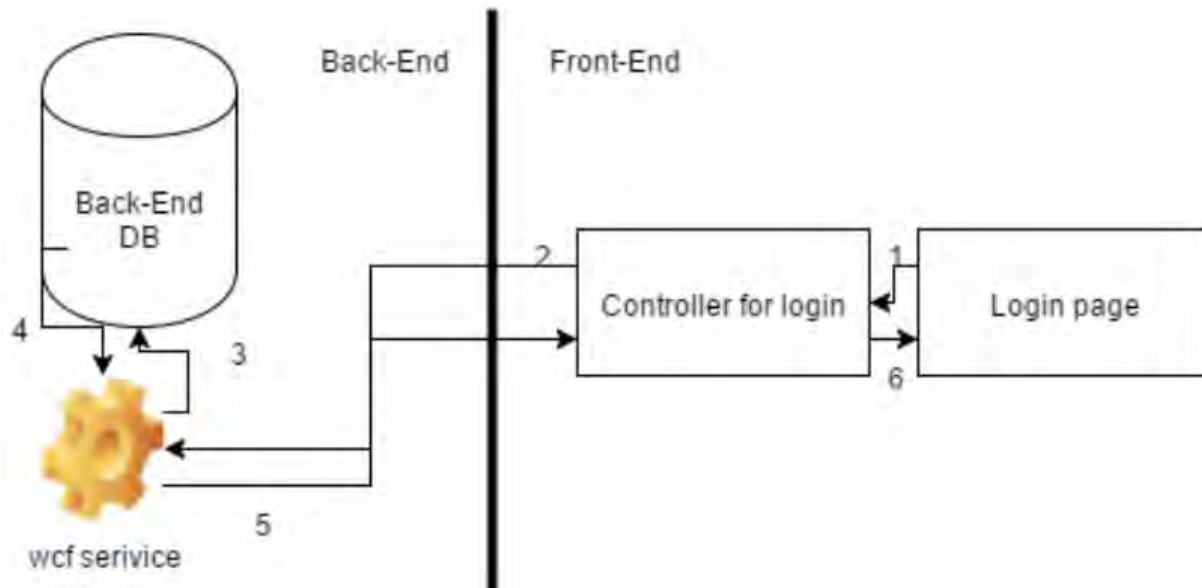 Back-End
Front-End
Back-End
DB
2
1
Controller for login
Login page
4
3
6
5
wcf serivice